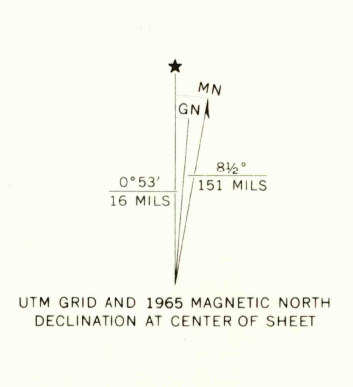 ★
MN
GN
8½°
151 MILS
0°53'
16 MILS
UTM GRID AND 1965 MAGNETIC NORTH
DECLINATION AT CENTER OF SHEET